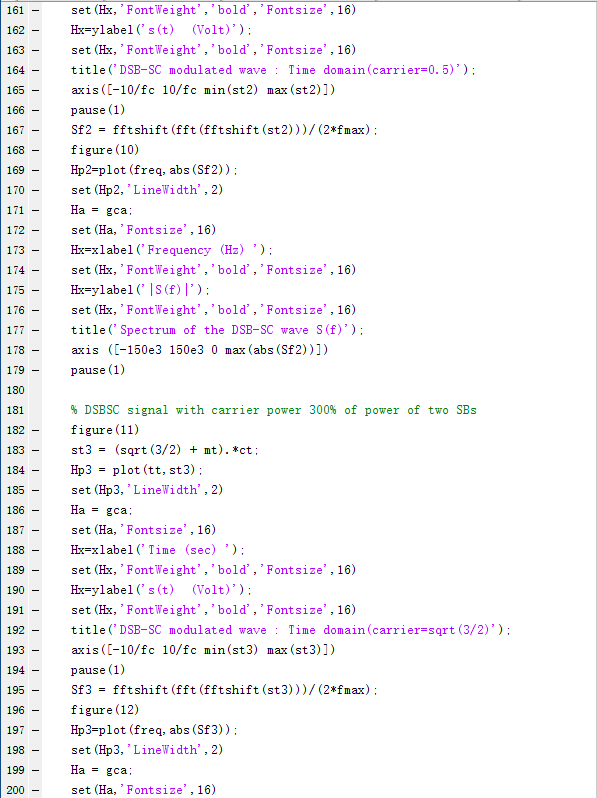 161 – set(Hx,'FontWeight','bold','Fontsize',16)
162 – Hx=ylabel('s(t)  (Volt)');
163 – set(Hx,'FontWeight','bold','Fontsize',16)
164 – title('DSB-SC modulated wave : Time domain(carrier=0.5)');
165 – axis([-10/fc 10/fc min(st2) max(st2)])
166 – pause(1)
167 – Sf2 = fftshift(fft(fftshift(st2)))/(2*fmax);
168 – figure(10)
169 – Hp2=plot(freq,abs(Sf2));
170 – set(Hp2,'LineWidth',2)
171 – Ha = gca;
172 – set(Ha,'Fontsize',16)
173 – Hx=xlabel('Frequency (Hz) ');
174 – set(Hx,'FontWeight','bold','Fontsize',16)
175 – Hx=ylabel('|S(f)|');
176 – set(Hx,'FontWeight','bold','Fontsize',16)
177 – title('Spectrum of the DSB-SC wave S(f)');
178 – axis ([-150e3 150e3 0 max(abs(Sf2))])
179 – pause(1)
180
181 % DSBSC signal with carrier power 300% of power of two SBs
182 – figure(11)
183 – st3 = (sqrt(3/2) + mt).*ct;
184 – Hp3 = plot(tt,st3);
185 – set(Hp3,'LineWidth',2)
186 – Ha = gca;
187 – set(Ha,'Fontsize',16)
188 – Hx=xlabel('Time (sec) ');
189 – set(Hx,'FontWeight','bold','Fontsize',16)
190 – Hx=ylabel('s(t)  (Volt)');
191 – set(Hx,'FontWeight','bold','Fontsize',16)
192 – title('DSB-SC modulated wave : Time domain(carrier=sqrt(3/2)');
193 – axis([-10/fc 10/fc min(st3) max(st3)])
194 – pause(1)
195 – Sf3 = fftshift(fft(fftshift(st3)))/(2*fmax);
196 – figure(12)
197 – Hp3=plot(freq,abs(Sf3));
198 – set(Hp3,'LineWidth',2)
199 – Ha = gca;
200 – set(Ha,'Fontsize',16)